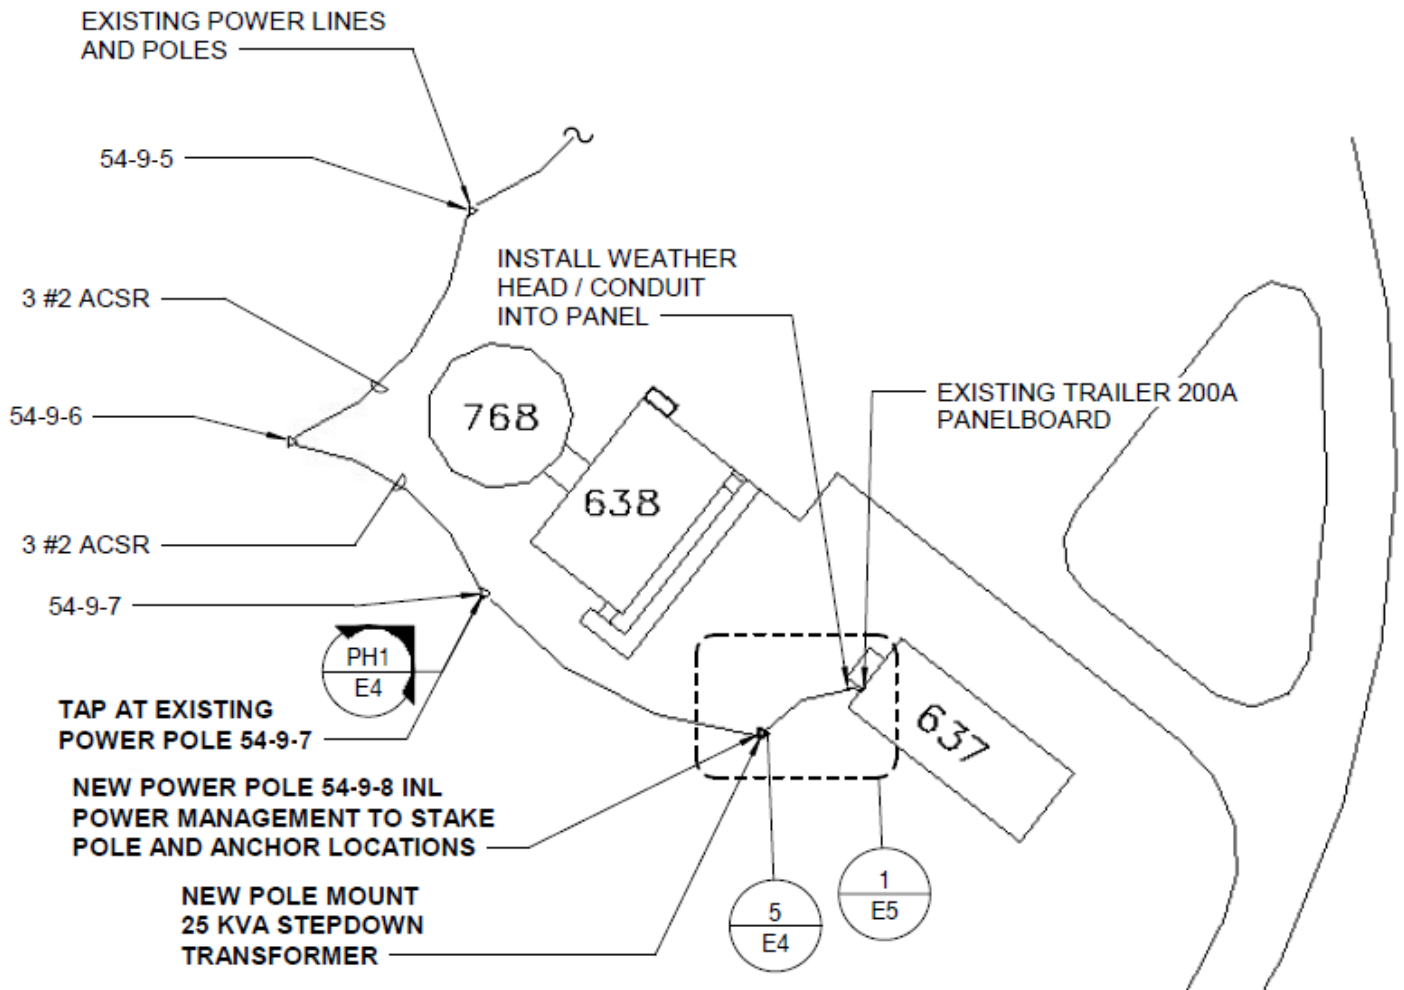 EXISTING POWER LINES
AND POLES
54-9-5
INSTALL WEATHER
HEAD / CONDUIT
INTO PANEL
3 #2 ACSR
EXISTING TRAILER 200A
PANELBOARD
54-9-6
768
638
3 #2 ACSR
54-9-7
PH1
E4
637
TAP AT EXISTING
POWER POLE 54-9-7
NEW POWER POLE 54-9-8 INL
POWER MANAGEMENT TO STAKE
POLE AND ANCHOR LOCATIONS
NEW POLE MOUNT
25 KVA STEPDOWN
TRANSFORMER
5
E4
1
E5